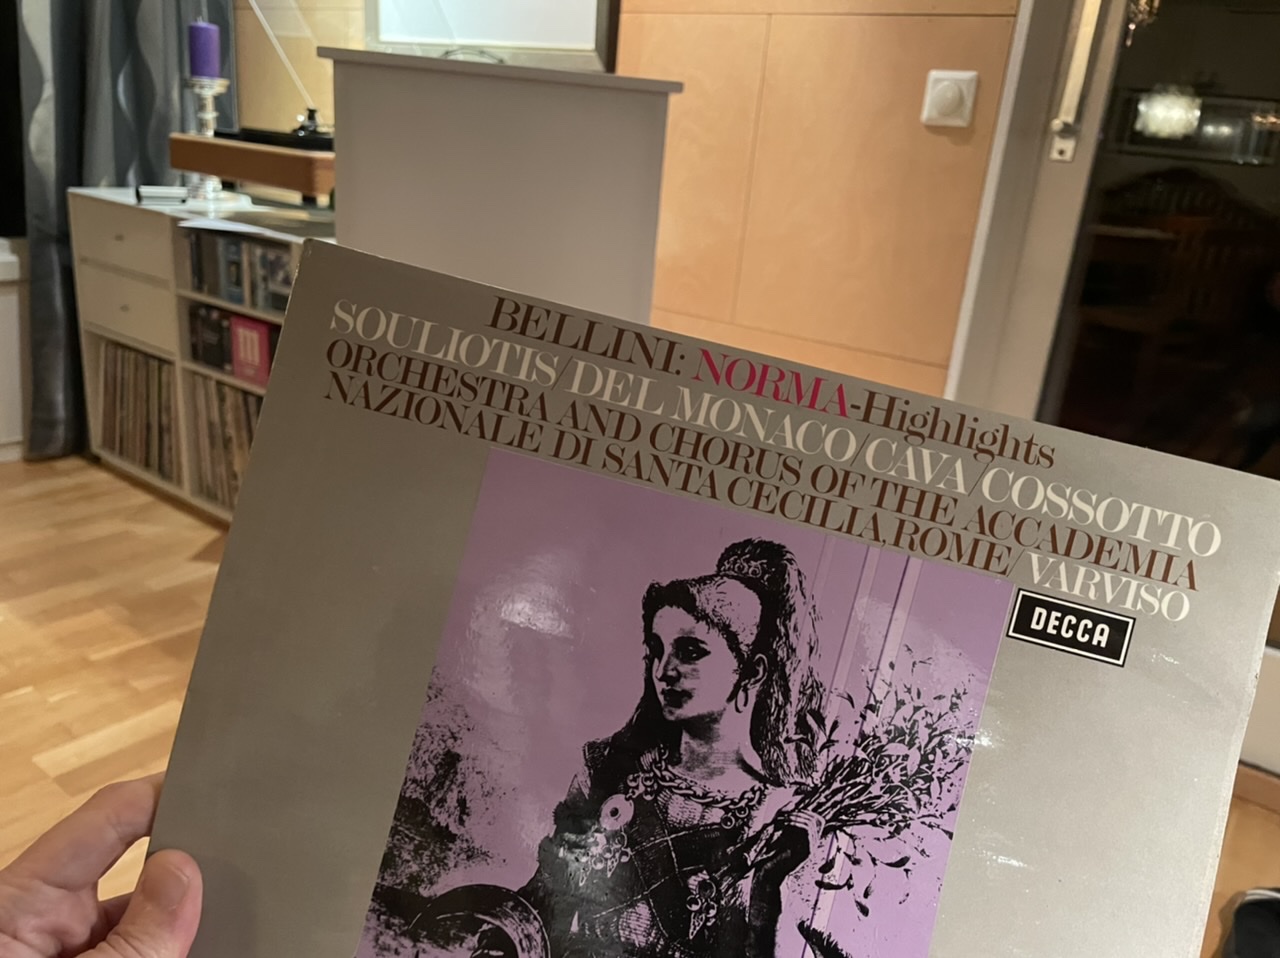 BELLINI: NORMA-Highlights
SOULIOTIS/DEL MONACO/CAVA/COSSOTTO
ORCHESTRA AND CHORUS OF THE ACCADEMIA
NAZIONALE DI SANTA CECILIA, ROME/VARVISO
DECCA